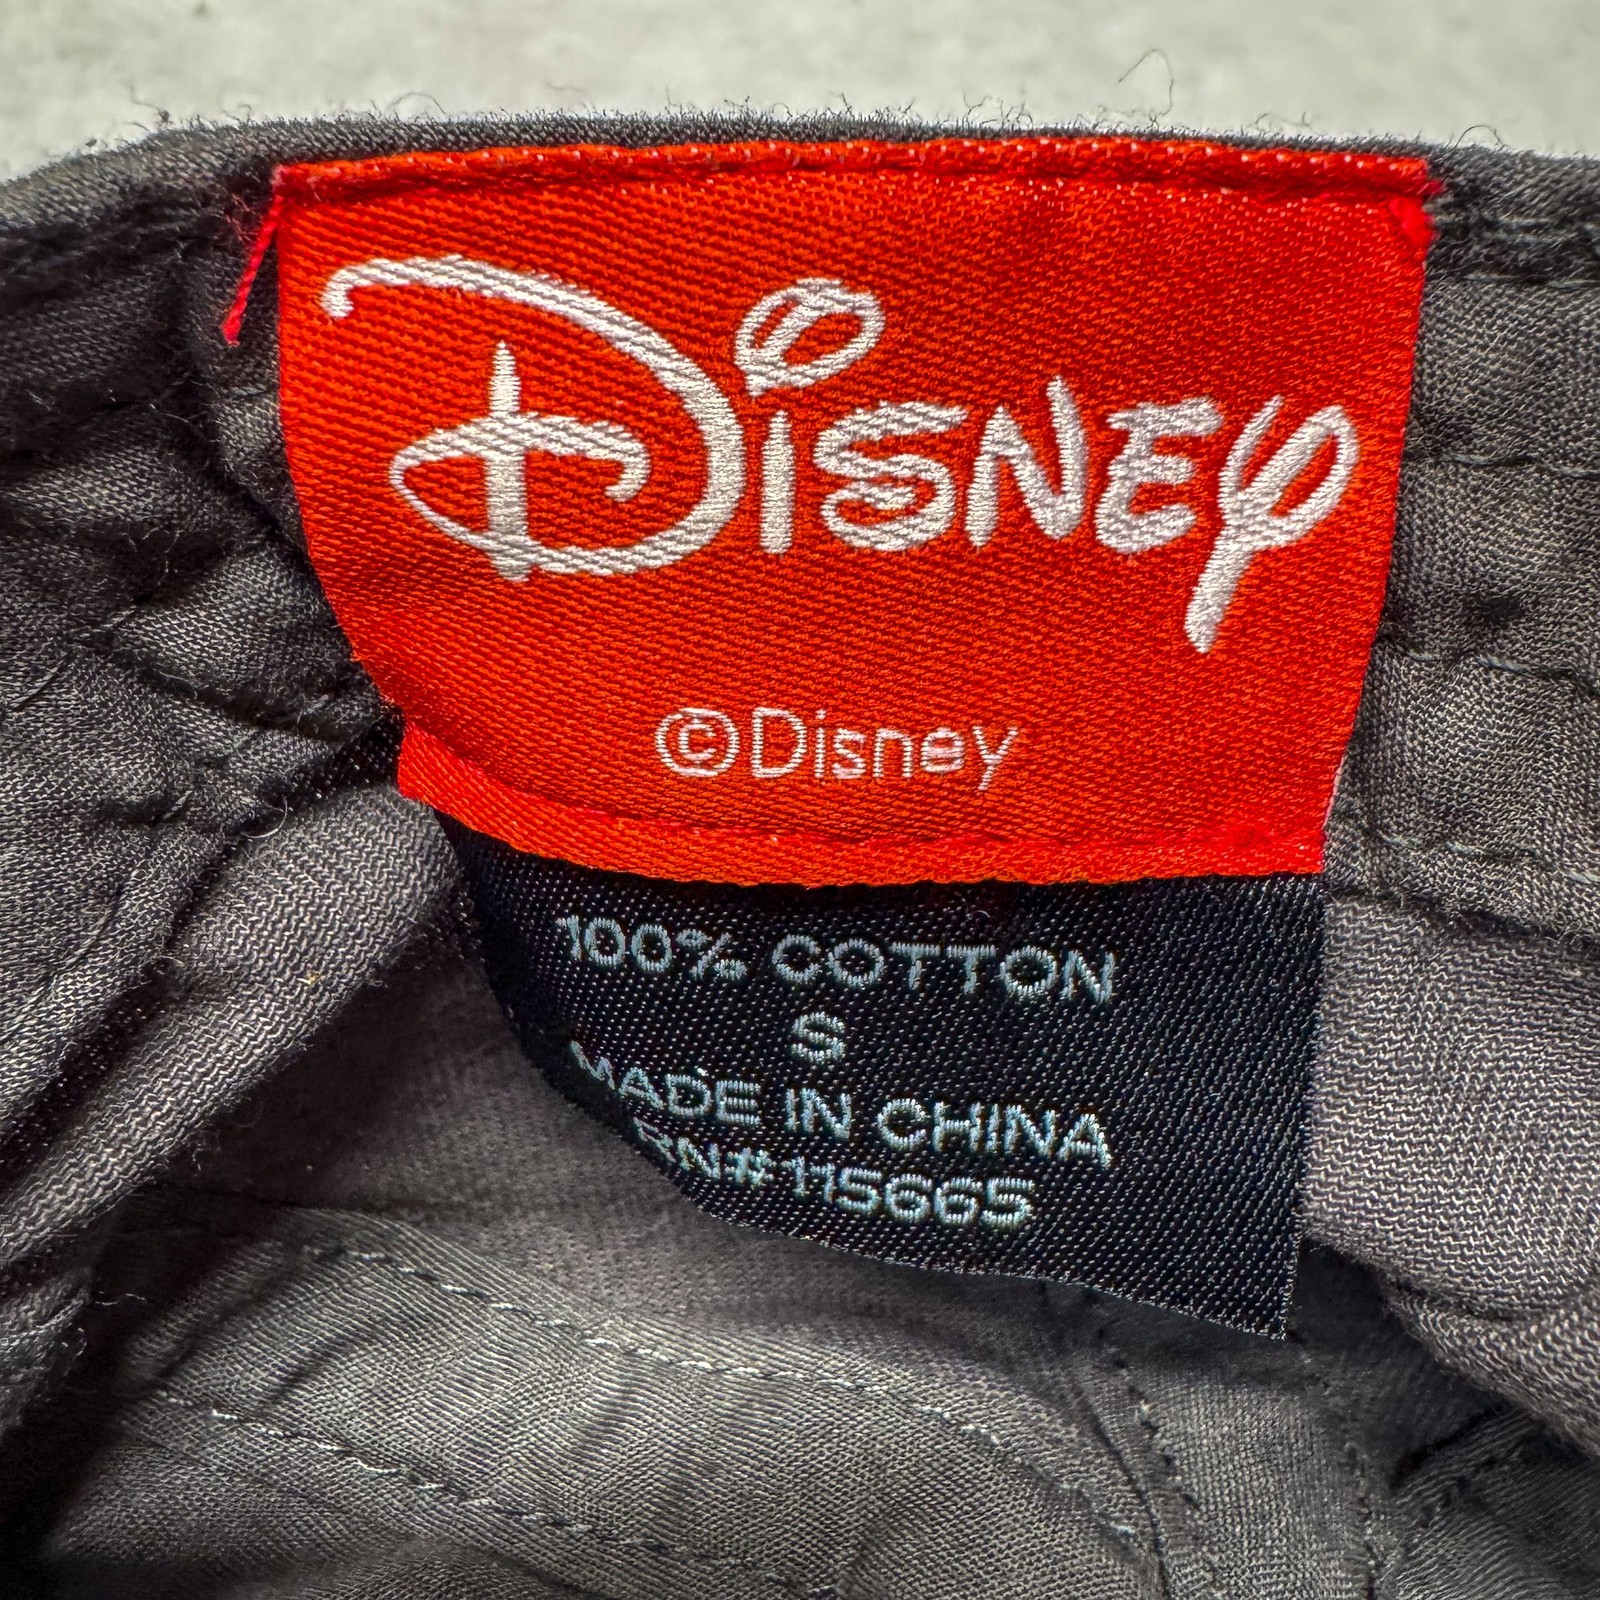 Disney
©Disney
100% COTTON
S
MADE IN CHINA
RN#115665